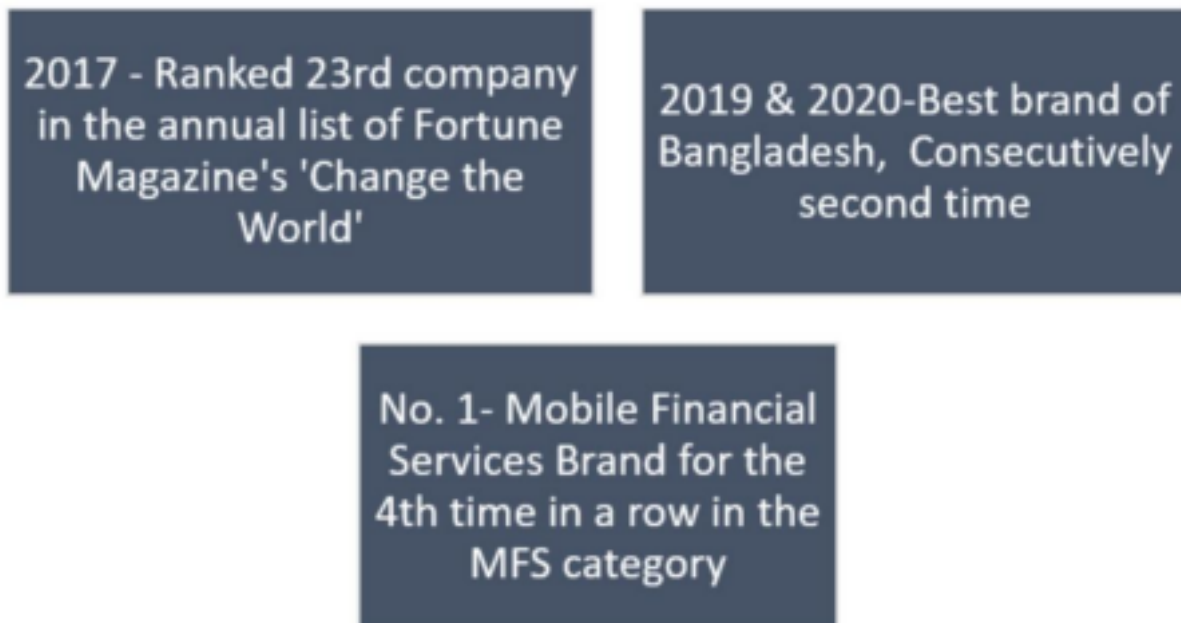 2017 - Ranked 23rd company
in the annual list of Fortune
Magazine's 'Change the
World'
2019 & 2020-Best brand of
Bangladesh,  Consecutively
second time
No. 1- Mobile Financial
Services Brand for the
4th time in a row in the
MFS category